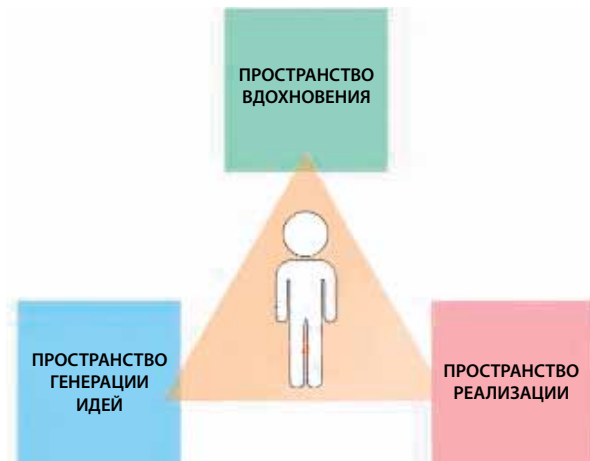 ПРОСТРАНСТВО
ВДОХНОВЕНИЯ
ПРОСТРАНСТВО
ГЕНЕРАЦИИ
ИДЕЙ
ПРОСТРАНСТВО
РЕАЛИЗАЦИИ